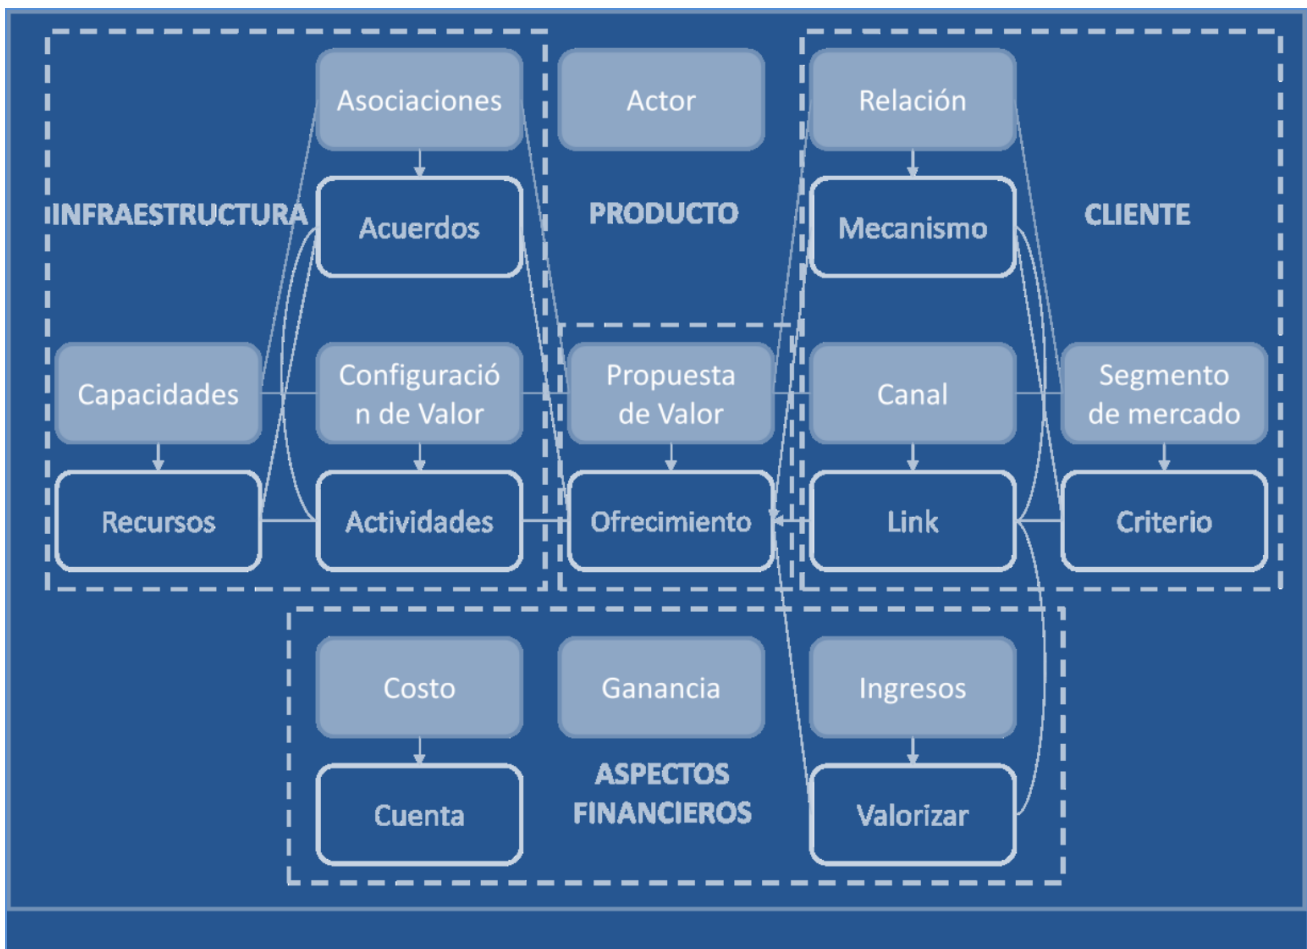 Asociaciones
Actor
Relación
INFRAESTRUCTURA
Acuerdos
PRODUCTO
Mecanismo
CLIENTE
Capacidades
Configuració
n de Valor
Propuesta
de Valor
Canal
Segmento
de mercado
Recursos
Actividades
Ofrecimiento
Link
Criterio
Costo
Ganancia
Ingresos
ASPECTOS
FINANCIEROS
Cuenta
Valorizar